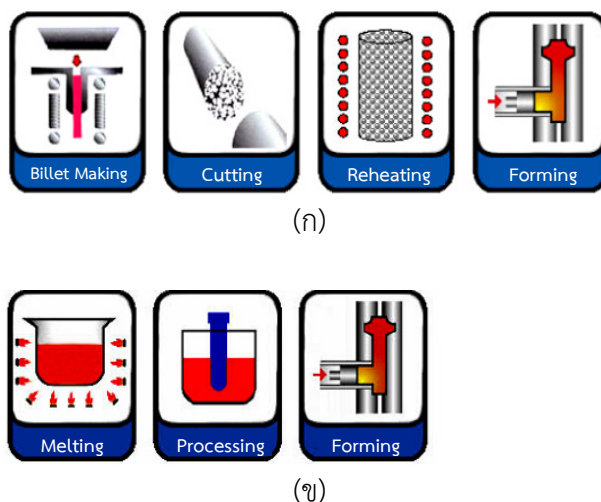 Billet Making Cutting Reheating Forming
(ก)
Melting Processing Forming
(ข)